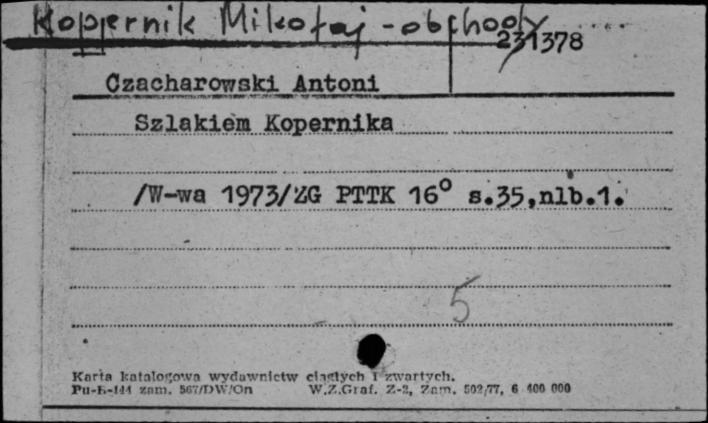 Kopernik Mikołaj - obchody
231378
Czacharowski Antoni
Szlakiem Kopernika
/W-wa 1973/ZG PTTK 16° s.35,nlb.1.
5
Karta katalogowa wydawnictw ciągłych i zwartych.
Pu-K-144 zam. 567/DW/On W.Z.Graf. Z-2, Zam. 502/77, 6 400 000